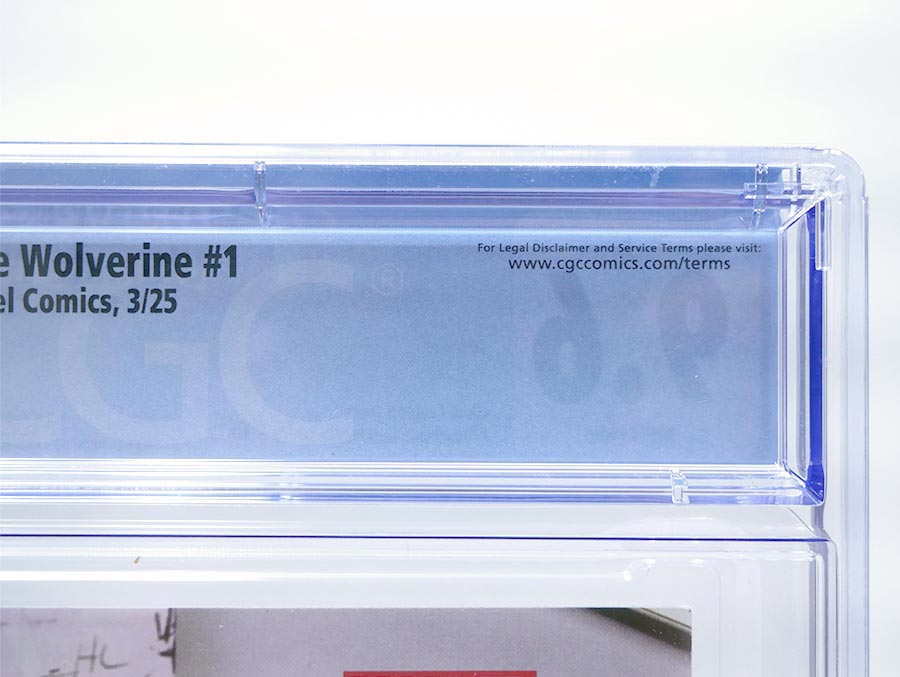 e Wolverine #1
el Comics, 3/25
For Legal Disclaimer and Service Terms please visit:
www.cgccomics.com/terms
CGC®